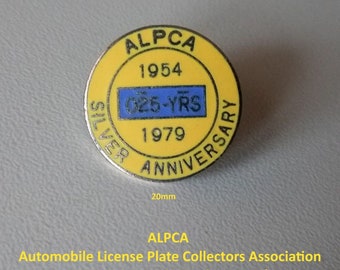 ALPCA
1954
025-YRS
1979
SILVER ANNIVERSARY
20mm
ALPCA
Automobile License Plate Collectors Association